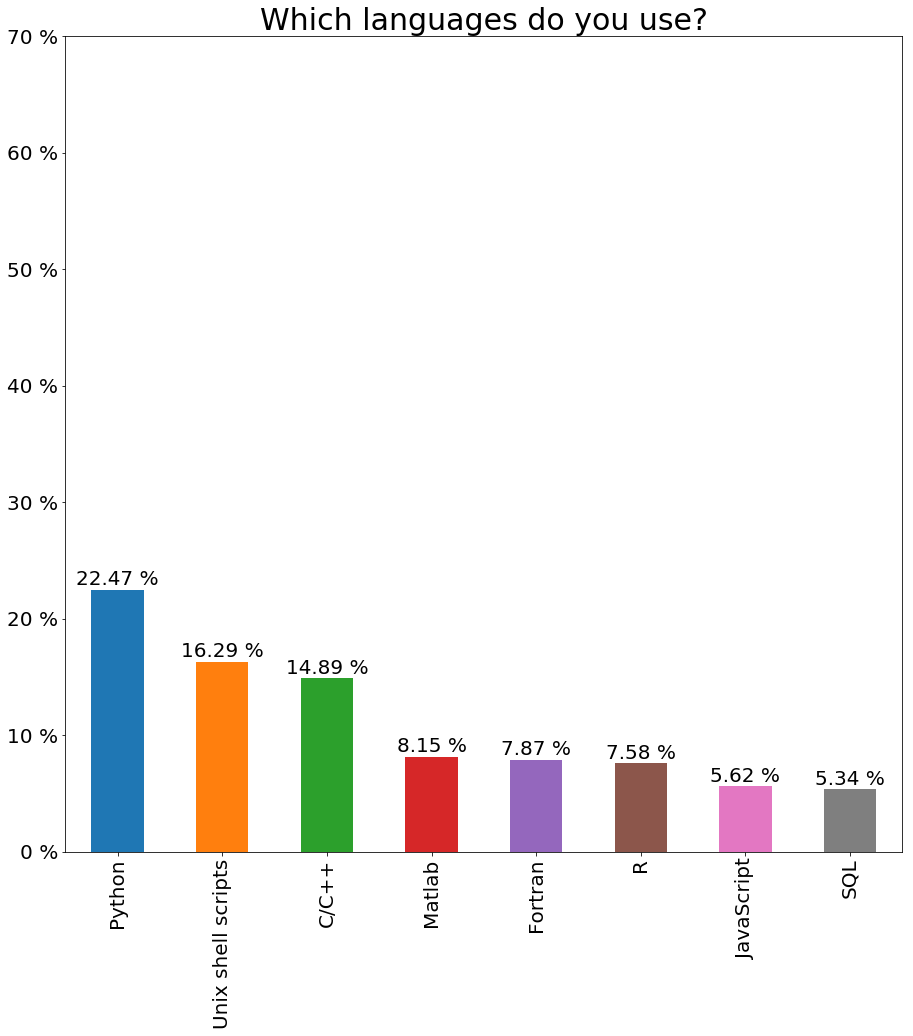 Which languages do you use?
70 %
60 %
50 %
40 %
30 %
20 %
10 %
0 %
22.47 %
16.29 %
14.89 %
8.15 %
7.87 %
7.58 %
5.62 %
5.34 %
Python
Unix shell scripts
C/C++
Matlab
Fortran
R
JavaScript
SQL